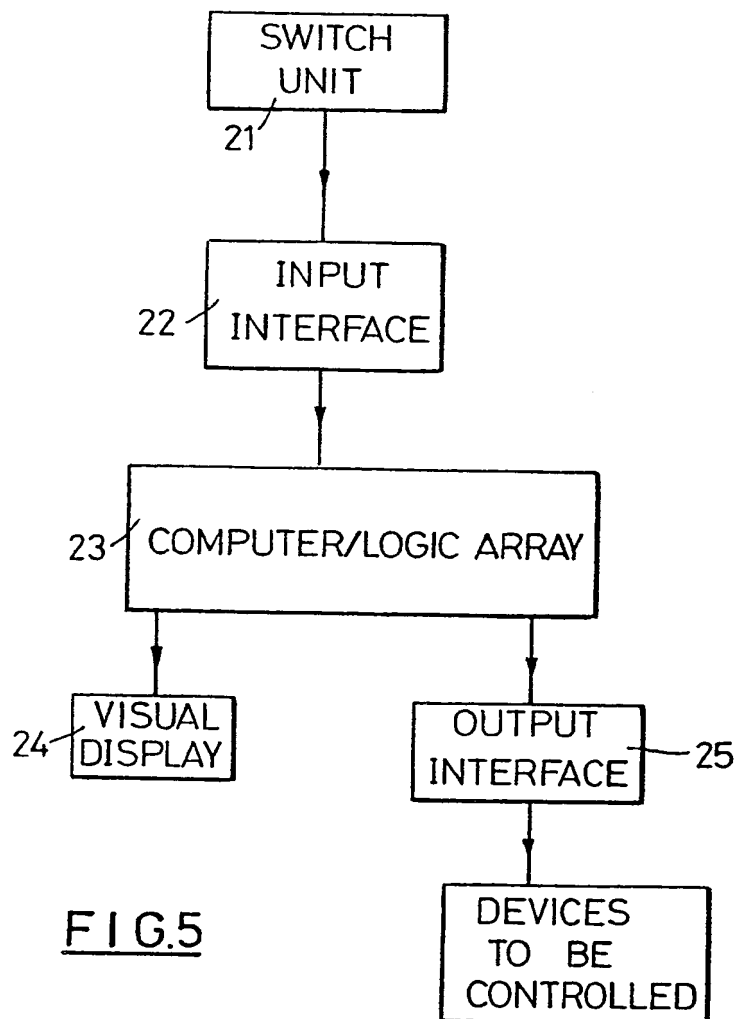 SWITCH
UNIT
21
INPUT
INTERFACE
22
COMPUTER/LOGIC ARRAY
23
VISUAL
DISPLAY
24
OUTPUT
INTERFACE
25
DEVICES
TO BE
CONTROLLED
FIG.5